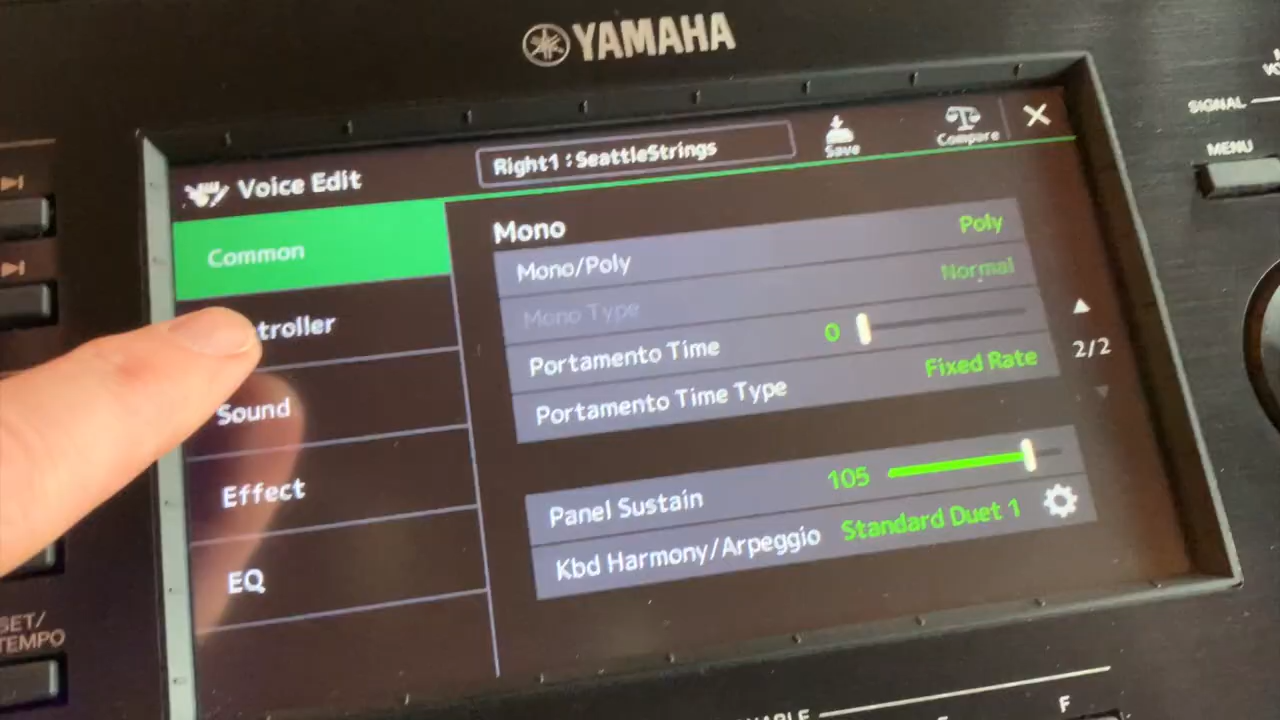 YAMAHA
SIGNAL
MENU
Voice Edit
Right1 : SeattleStrings
Save
Compare
Common
troller
Sound
Effect
EQ
Mono
Mono/Poly Poly
Mono Type Normal
Portamento Time 0
Portamento Time Type Fixed Rate
2/2
Panel Sustain 105
Kbd Harmony/Arpeggio Standard Duet 1
SET/
TEMPO
F